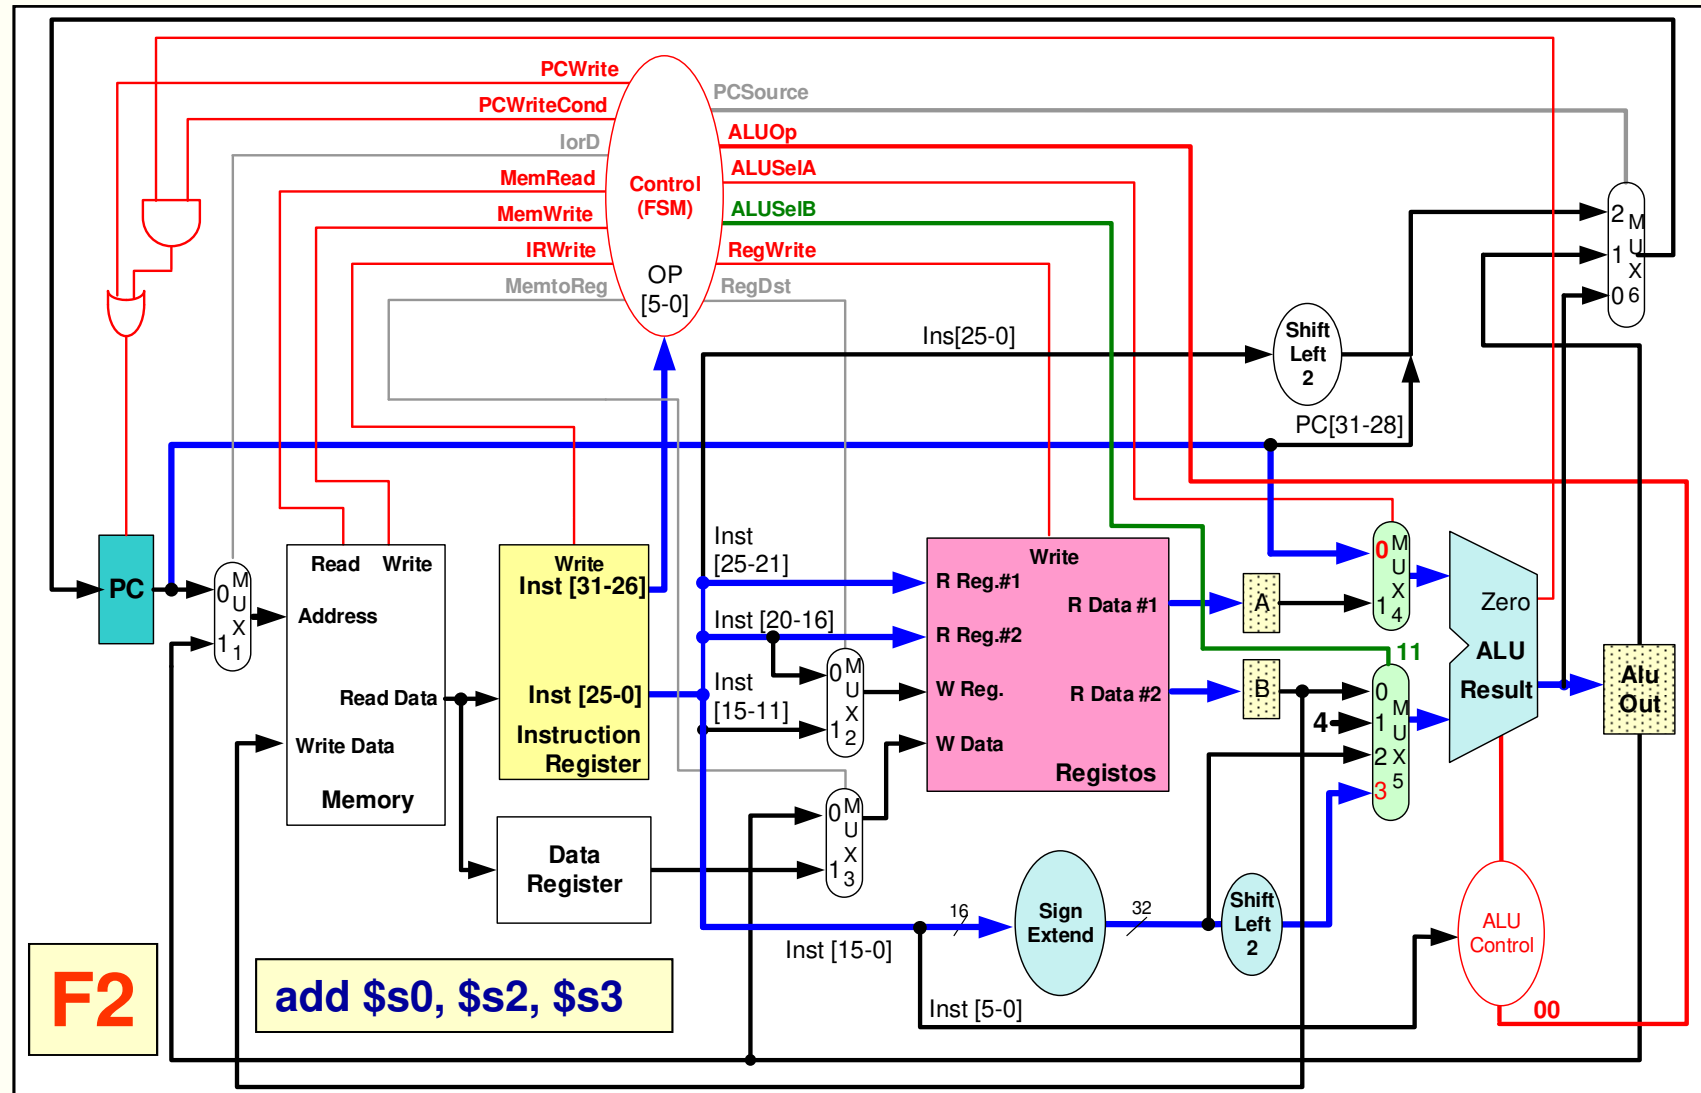 PCWrite
PCWriteCond
IorD
MemRead
MemWrite
IRWrite
MemtoReg
Control
(FSM)
OP
[5-0]
PCSource
ALUOp
ALUSelA
ALUSelB
RegWrite
RegDst
2
1
0
M
U
X
6
Ins[25-0]
Shift
Left
2
PC[31-28]
PC
0
1
M
U
X
1
Read Write
Address
Read Data
Write Data
Memory
Write
Inst [31-26]
Inst [25-0]
Instruction
Register
Data
Register
Inst
[25-21]
Inst [20-16]
Inst
[15-11]
0
1
M
U
X
2
0
1
M
U
X
3
Write
R Reg.#1
R Data #1
R Reg.#2
W Reg.
R Data #2
W Data
Registos
A
B
4
0
1
M
U
X
4
11
0
1
2
3
M
U
X
5
Zero
ALU
Result
Alu
Out
16
Sign
Extend
32
Shift
Left
2
ALU
Control
Inst [15-0]
Inst [5-0]
00
F2
add $s0, $s2, $s3